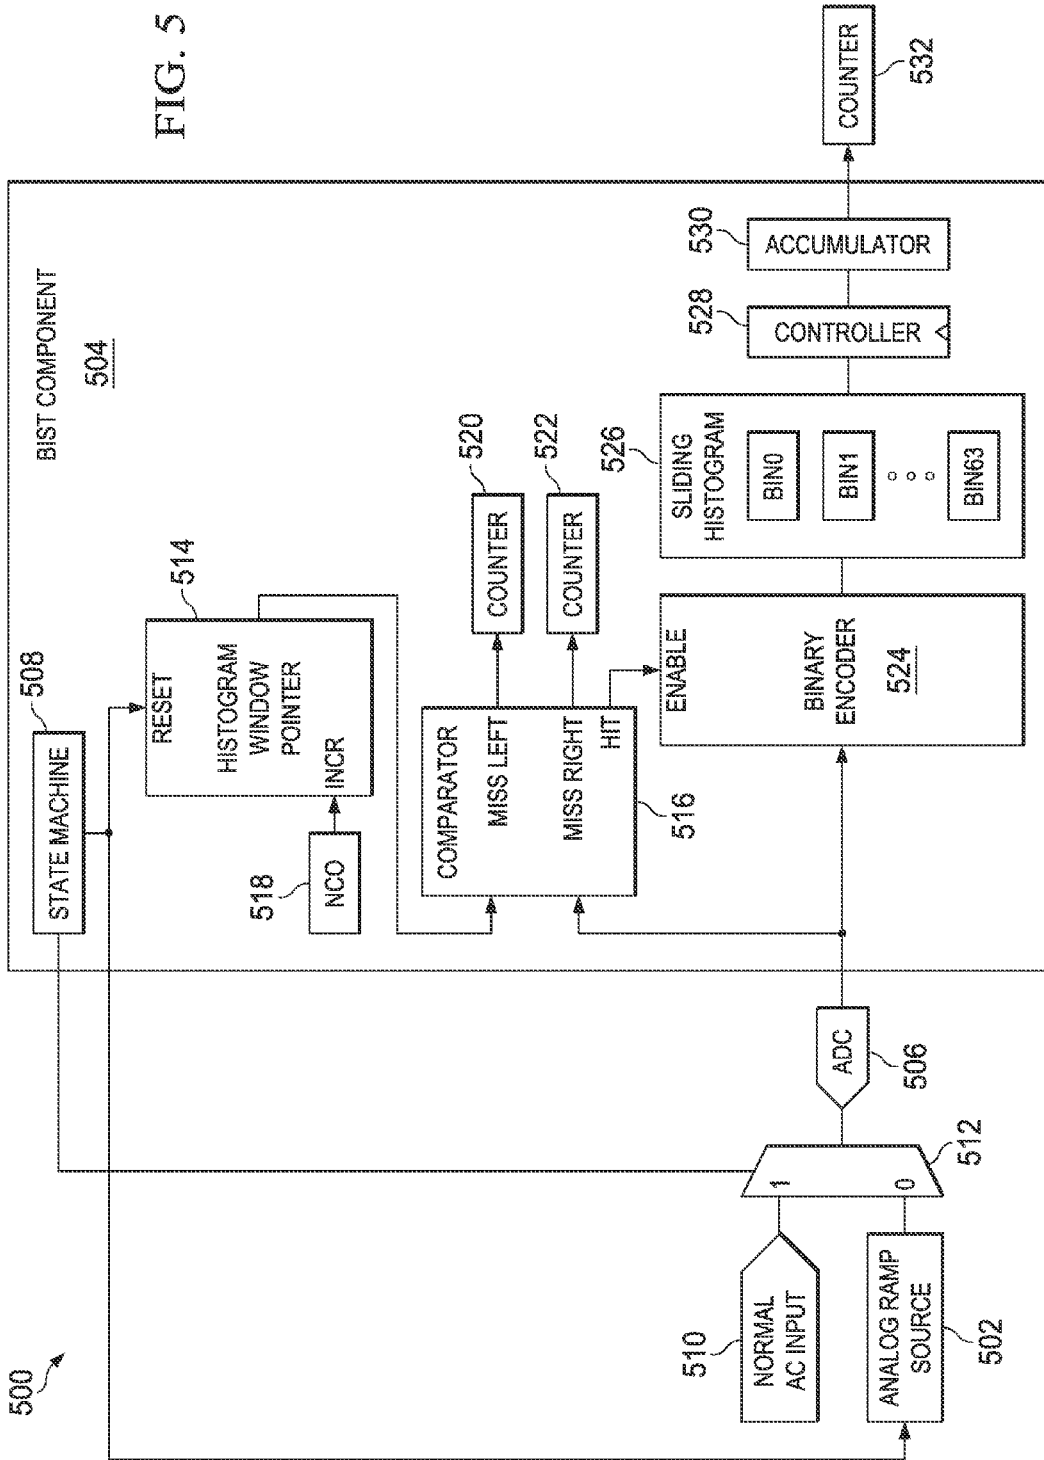 FIG. 5
500
BIST COMPONENT
504
508
STATE MACHINE
514
RESET
HISTOGRAM
WINDOW
POINTER
INCR
518
NCO
COMPARATOR
MISS LEFT
MISS RIGHT
HIT
516
520
COUNTER
522
COUNTER
ENABLE
BINARY
ENCODER
524
526
SLIDING
HISTOGRAM
BIN0
BIN1
BIN63
528
CONTROLLER
530
ACCUMULATOR
COUNTER
532
510
NORMAL
AC INPUT
ANALOG RAMP
SOURCE
502
1
0
512
ADC
506